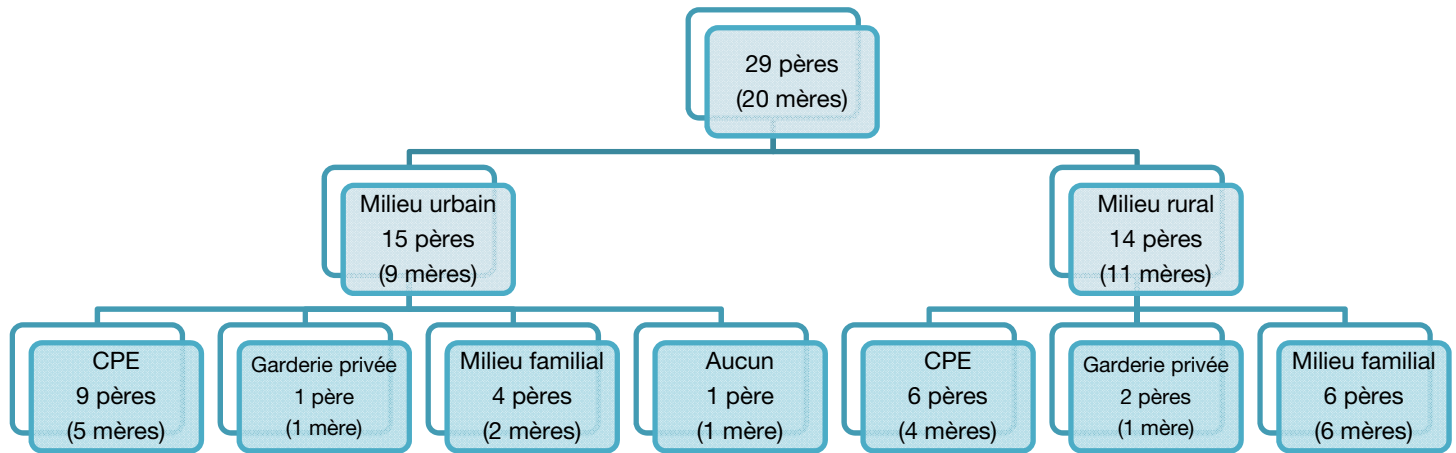 29 pères
(20 mères)
Milieu urbain
15 pères
(9 mères)
Milieu rural
14 pères
(11 mères)
CPE
9 pères
(5 mères)
Garderie privée
1 père
(1 mère)
Milieu familial
4 pères
(2 mères)
Aucun
1 père
(1 mère)
CPE
6 pères
(4 mères)
Garderie privée
2 pères
(1 mère)
Milieu familial
6 pères
(6 mères)